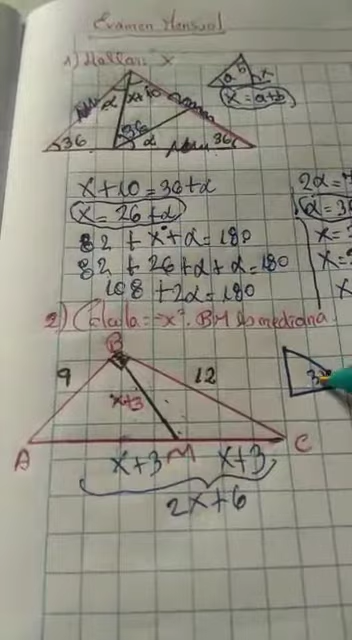 Examen Mensual
1) Hallar: X
a b x
X = a+b
α x+10
36
36 α 36
X+10=36+α
X=26+α
82+X+α=180
82+26+α+α=180
108+2α=180
2α=
α=3
X=
X=
X
2) Calcula = "x". BM es mediana
B
9 12
X+3
3
A M C
X+3 X+3
2X+6